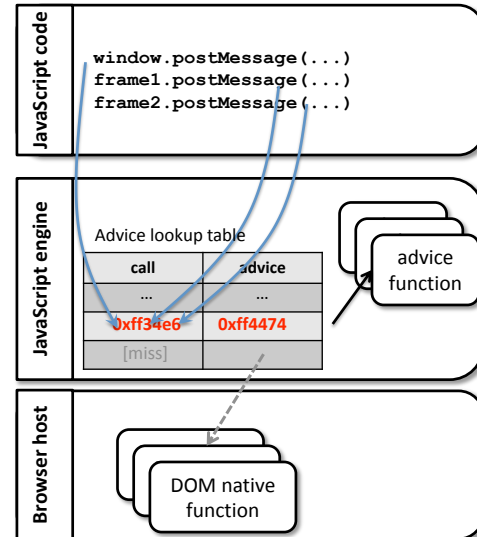 JavaScript code
window.postMessage(...)
frame1.postMessage(...)
frame2.postMessage(...)
JavaScript engine
Advice lookup table
call advice
... ...
0xff34e6 0xff4474
[miss]
advice
function
Browser host
DOM native
function